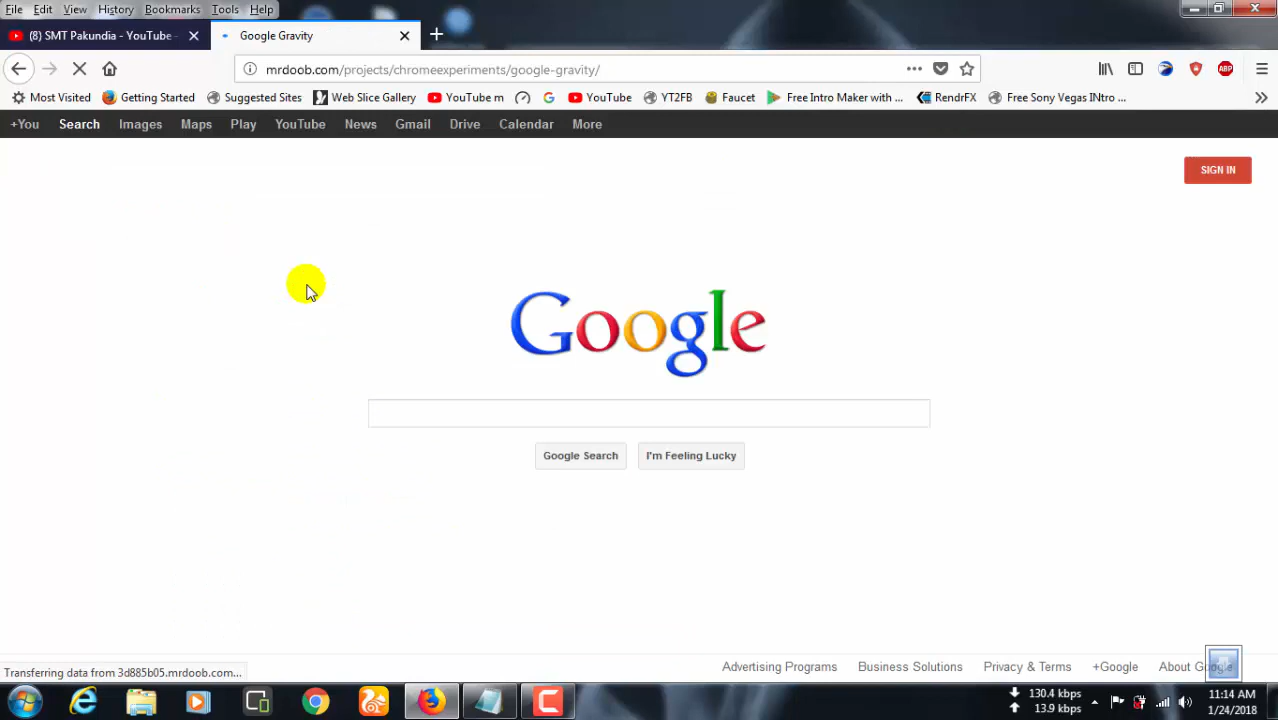 File Edit View History Bookmarks Tools Help
(8) SMT Pakundia - YouTube - Google Gravity
mrdoob.com/projects/chromeexperiments/google-gravity/
ABP
Most Visited Getting Started Suggested Sites Web Slice Gallery YouTube m YouTube YT2FB Faucet Free Intro Maker with ... RendrFX Free Sony Vegas INtro ...
+You Search Images Maps Play YouTube News Gmail Drive Calendar More
SIGN IN
Google
Google Search I'm Feeling Lucky
Advertising Programs Business Solutions Privacy & Terms +Google About Google
Transferring data from 3d885b05.mrdoob.com...
130.4 kbps 11:14 AM
13.9 kbps 1/24/2018